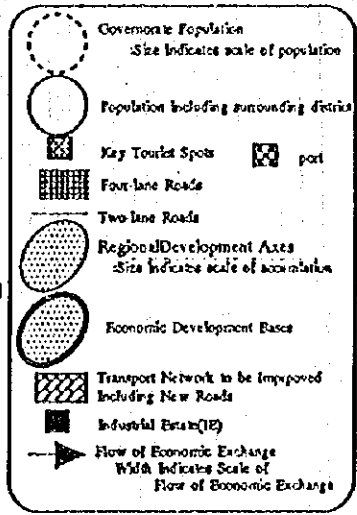 Governorate Population
:Size Indicates scale of population
Population Including surrounding district
Key Tourist Spots
port
Four-lane Roads
Two-lane Roads
Regional Development Axes
:Size Indicates scale of accumulation
Economic Development Bases
Transport Network to be Improved
Including New Roads
Industrial Estate(IE)
Flow of Economic Exchange
Width Indicates Scale of
Flow of Economic Exchange